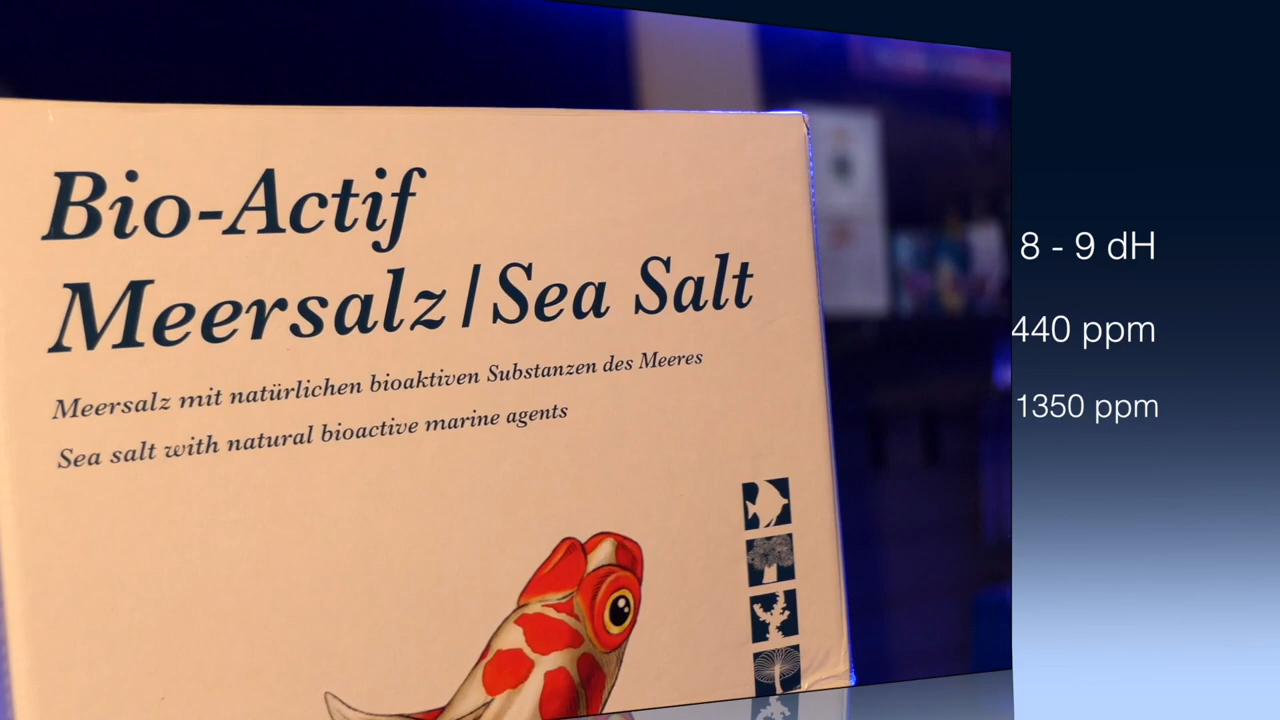 Bio-Actif
Meersalz/Sea Salt
Meersalz mit natürlichen bioaktiven Substanzen des Meeres
Sea salt with natural bioactive marine agents
8 - 9 dH
440 ppm
1350 ppm